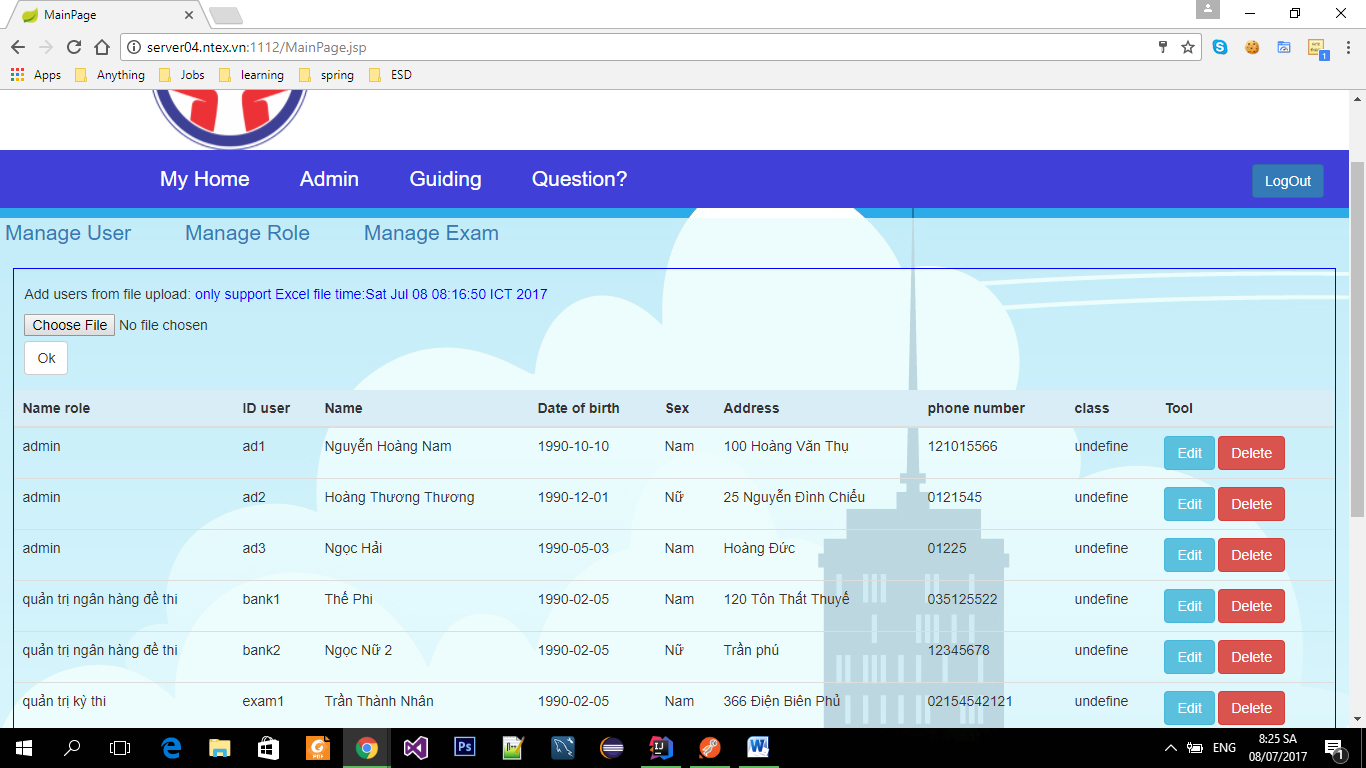 MainPage
server04.ntex.vn:1112/MainPage.jsp
Apps Anything Jobs learning spring ESD
My Home Admin Guiding Question? LogOut
Manage User Manage Role Manage Exam
Add users from file upload: only support Excel file time:Sat Jul 08 08:16:50 ICT 2017
Choose File No file chosen
Ok
Name role ID user Name Date of birth Sex Address phone number class Tool
admin ad1 Nguyễn Hoàng Nam 1990-10-10 Nam 100 Hoàng Văn Thụ 121015566 undefine Edit Delete
admin ad2 Hoàng Thương Thương 1990-12-01 Nữ 25 Nguyễn Đình Chiểu 0121545 undefine Edit Delete
admin ad3 Ngọc Hải 1990-05-03 Nam Hoàng Đức 01225 undefine Edit Delete
quản trị ngân hàng đề thi bank1 Thế Phi 1990-02-05 Nam 120 Tôn Thất Thuyế 035125522 undefine Edit Delete
quản trị ngân hàng đề thi bank2 Ngọc Nữ 2 1990-02-05 Nữ Trần phú 12345678 undefine Edit Delete
quản trị kỳ thi exam1 Trần Thành Nhân 1990-02-05 Nam 366 Điện Biên Phủ 02154542121 undefine Edit Delete
ENG 8:25 SA
08/07/2017